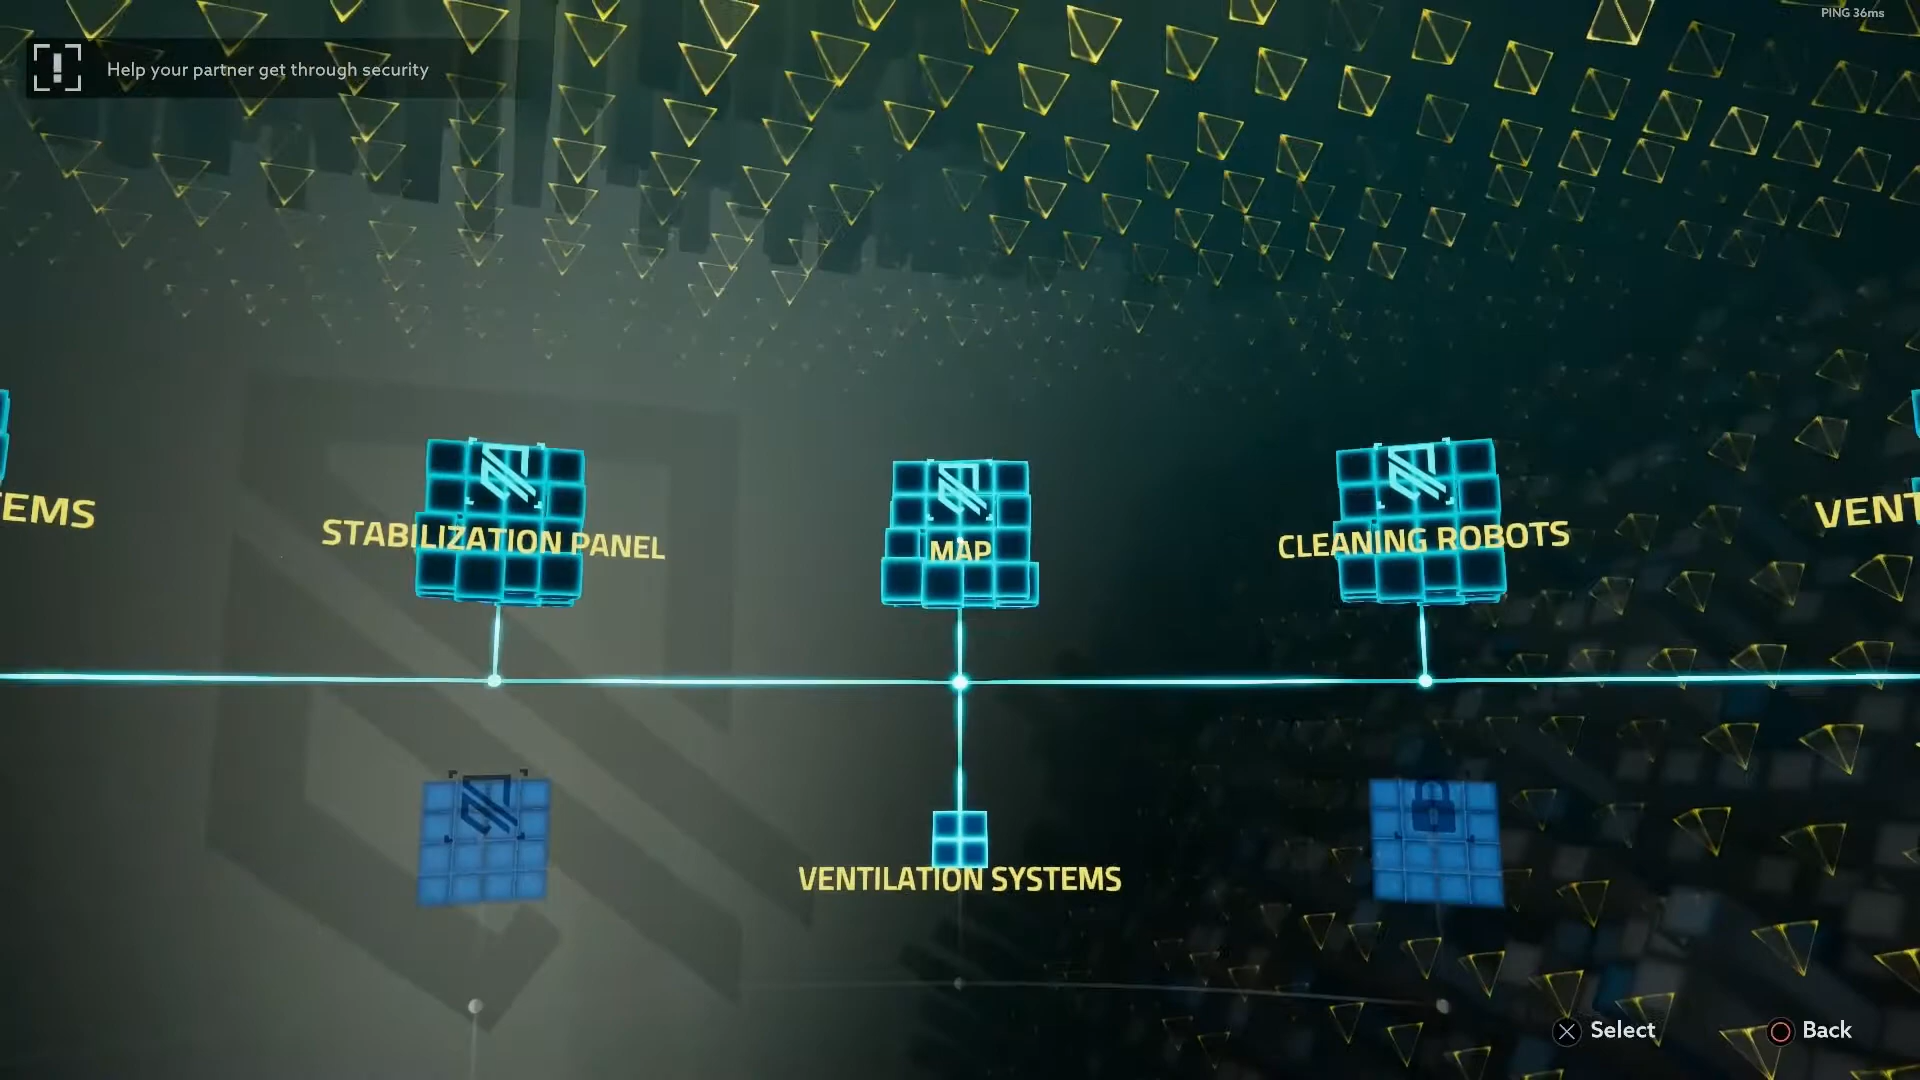 PING 36ms
Help your partner get through security
EMS
STABILIZATION PANEL
MAP
CLEANING ROBOTS
VENT
VENTILATION SYSTEMS
Select
Back